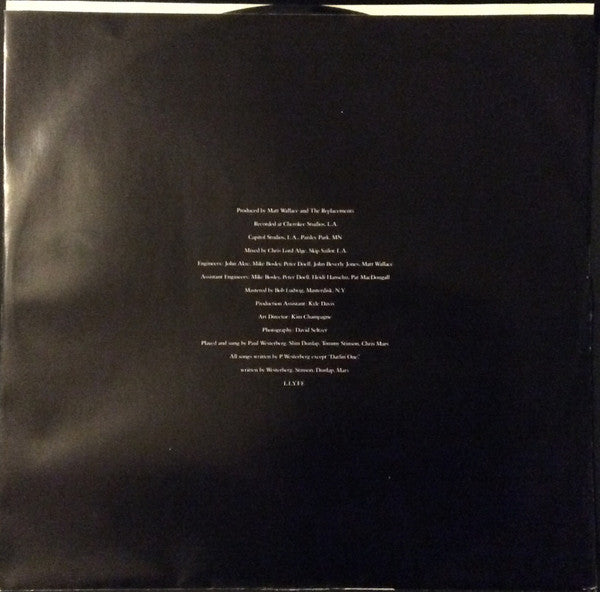 Produced by Matt Wallace and The Replacements
Recorded at Cherokee Studios, L.A.
Capitol Studios, L.A., Paisley Park, MN
Mixed by Chris Lord Alge, Skip Saylor, L.A.
Engineers: John Mike Bosley, Peter Doell, John Beverly Jones, Matt Wallace
Assistant Engineers: Mike Bosley, Peter Doell, Heidi Hanschu, Pat MacDougall
Mastered by Bob Ludwig, Masterdisk, N.Y.
Production Assistant: Kyle Davis
Art Director: Kim Champagne
Photography: David Seltzer
Played and sung by Paul Westerberg, Slim Dunlap, Tommy Stinson, Chris Mars
All songs written by P. Westerberg except "Darlin One"
written by Westerberg, Stinson, Dunlap, Mars